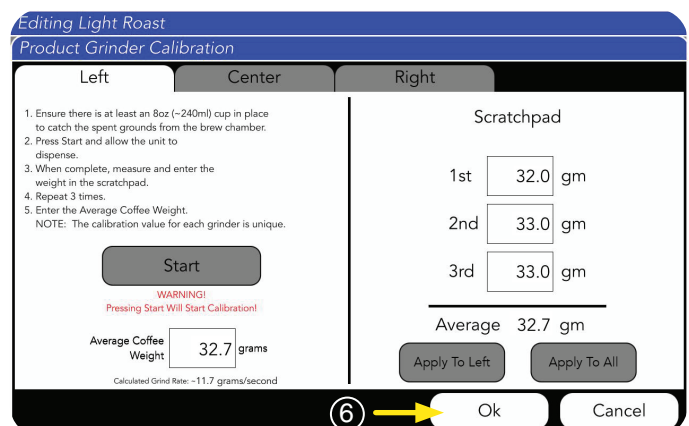 Editing Light Roast
Product Grinder Calibration
Left
Center
Right
1. Ensure there is at least an 8oz (~240ml) cup in place
to catch the spent grounds from the brew chamber.
2. Press Start and allow the unit to
dispense.
3. When complete, measure and enter the
weight in the scratchpad.
4. Repeat 3 times.
5. Enter the Average Coffee Weight.
NOTE: The calibration value for each grinder is unique.
Start
WARNING!
Pressing Start Will Start Calibration!
Average Coffee
Weight
32.7 grams
Calculated Grind Rate: ~11.7 grams/second
Scratchpad
1st 32.0 gm
2nd 33.0 gm
3rd 33.0 gm
Average 32.7 gm
Apply To Left
Apply To All
6
Ok
Cancel